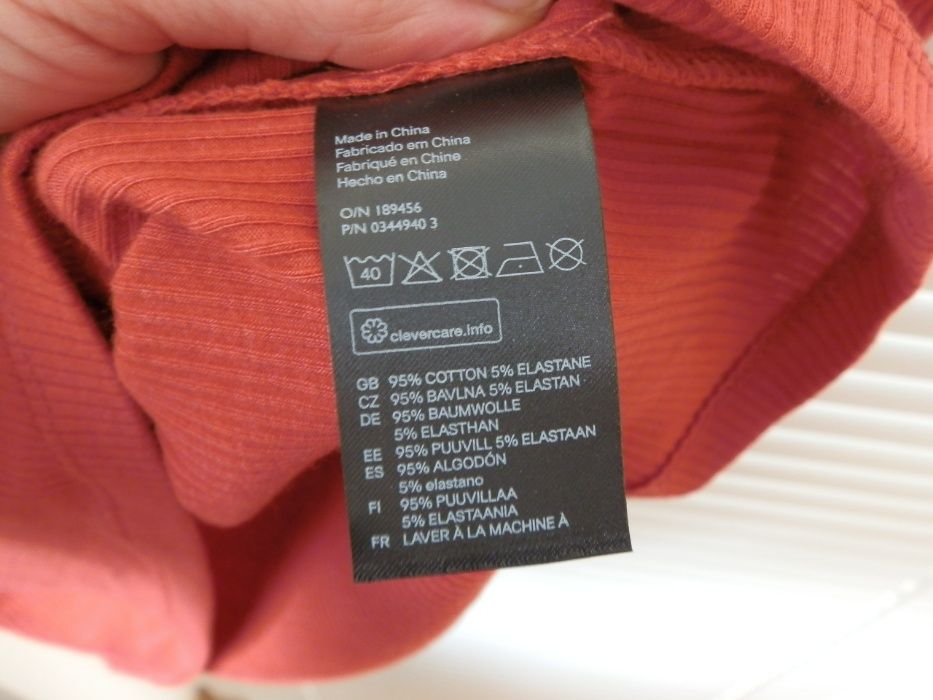 Made in China
Fabricado em China
Fabriqué en Chine
Hecho en China
O/N 189456
P/N 0344940 3
40
clevercare.info
GB 95% COTTON 5% ELASTANE
CZ 95% BAVLNA 5% ELASTAN
DE 95% BAUMWOLLE
5% ELASTHAN
EE 95% PUUVILL 5% ELASTAAN
ES 95% ALGODÓN
5% elastano
FI 95% PUUVILLAA
5% ELASTAANIA
FR LAVER À LA MACHINE À